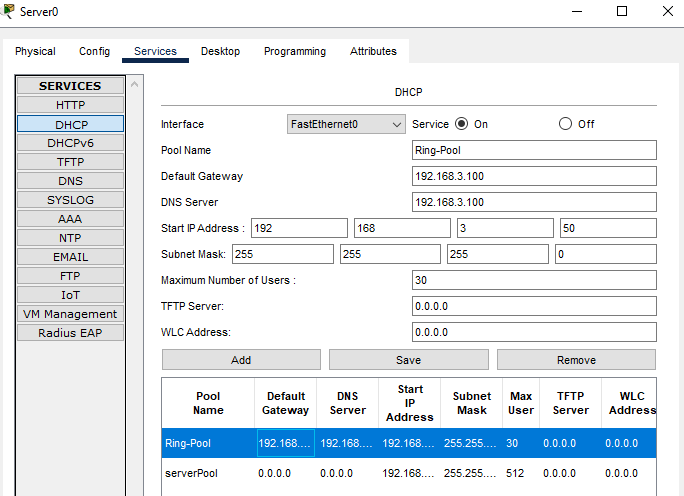 Server0
Physical Config Services Desktop Programming Attributes
SERVICES
HTTP
DHCP
DHCPv6
TFTP
DNS
SYSLOG
AAA
NTP
EMAIL
FTP
IoT
VM Management
Radius EAP
DHCP
Interface FastEthernet0 Service On Off
Pool Name Ring-Pool
Default Gateway 192.168.3.100
DNS Server 192.168.3.100
Start IP Address : 192 168 3 50
Subnet Mask: 255 255 255 0
Maximum Number of Users : 30
TFTP Server: 0.0.0.0
WLC Address: 0.0.0.0
Add Save Remove
Pool Name Default Gateway DNS Server Start IP Address Subnet Mask Max User TFTP Server WLC Address
Ring-Pool 192.168.... 192.168.... 192.168.... 255.255.... 30 0.0.0.0 0.0.0.0
serverPool 0.0.0.0 0.0.0.0 192.168.... 255.255.... 512 0.0.0.0 0.0.0.0